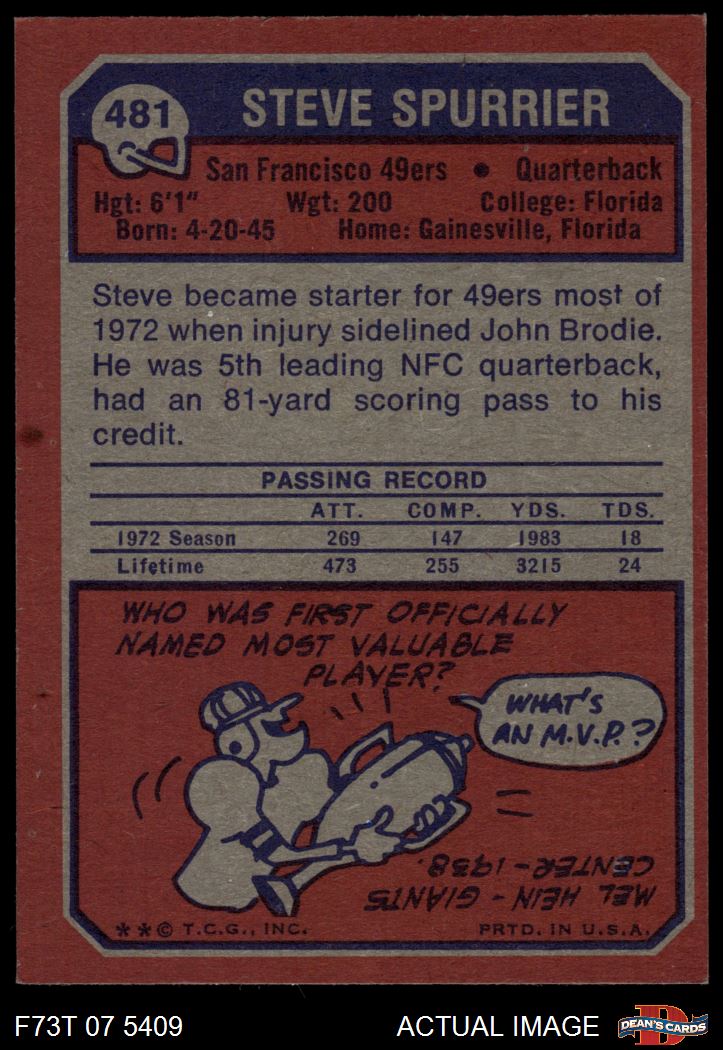 481 STEVE SPURRIER
San Francisco 49ers • Quarterback
Hgt: 6'1" Wgt: 200 College: Florida
Born: 4-20-45 Home: Gainesville, Florida
Steve became starter for 49ers most of
1972 when injury sidelined John Brodie.
He was 5th leading NFC quarterback,
had an 81-yard scoring pass to his
credit.
PASSING RECORD
ATT. COMP. YDS. TDS.
1972 Season 269 147 1983 18
Lifetime 473 255 3215 24
WHO WAS FIRST OFFICIALLY
NAMED MOST VALUABLE
PLAYER?
WHAT'S
AN M.V.P.?
MEL HEIN - GIANTS
CENTER - 1938.
**© T.C.G., INC. PRTD. IN U.S.A.
F73T 07 5409 ACTUAL IMAGE D DEAN'S CARDS